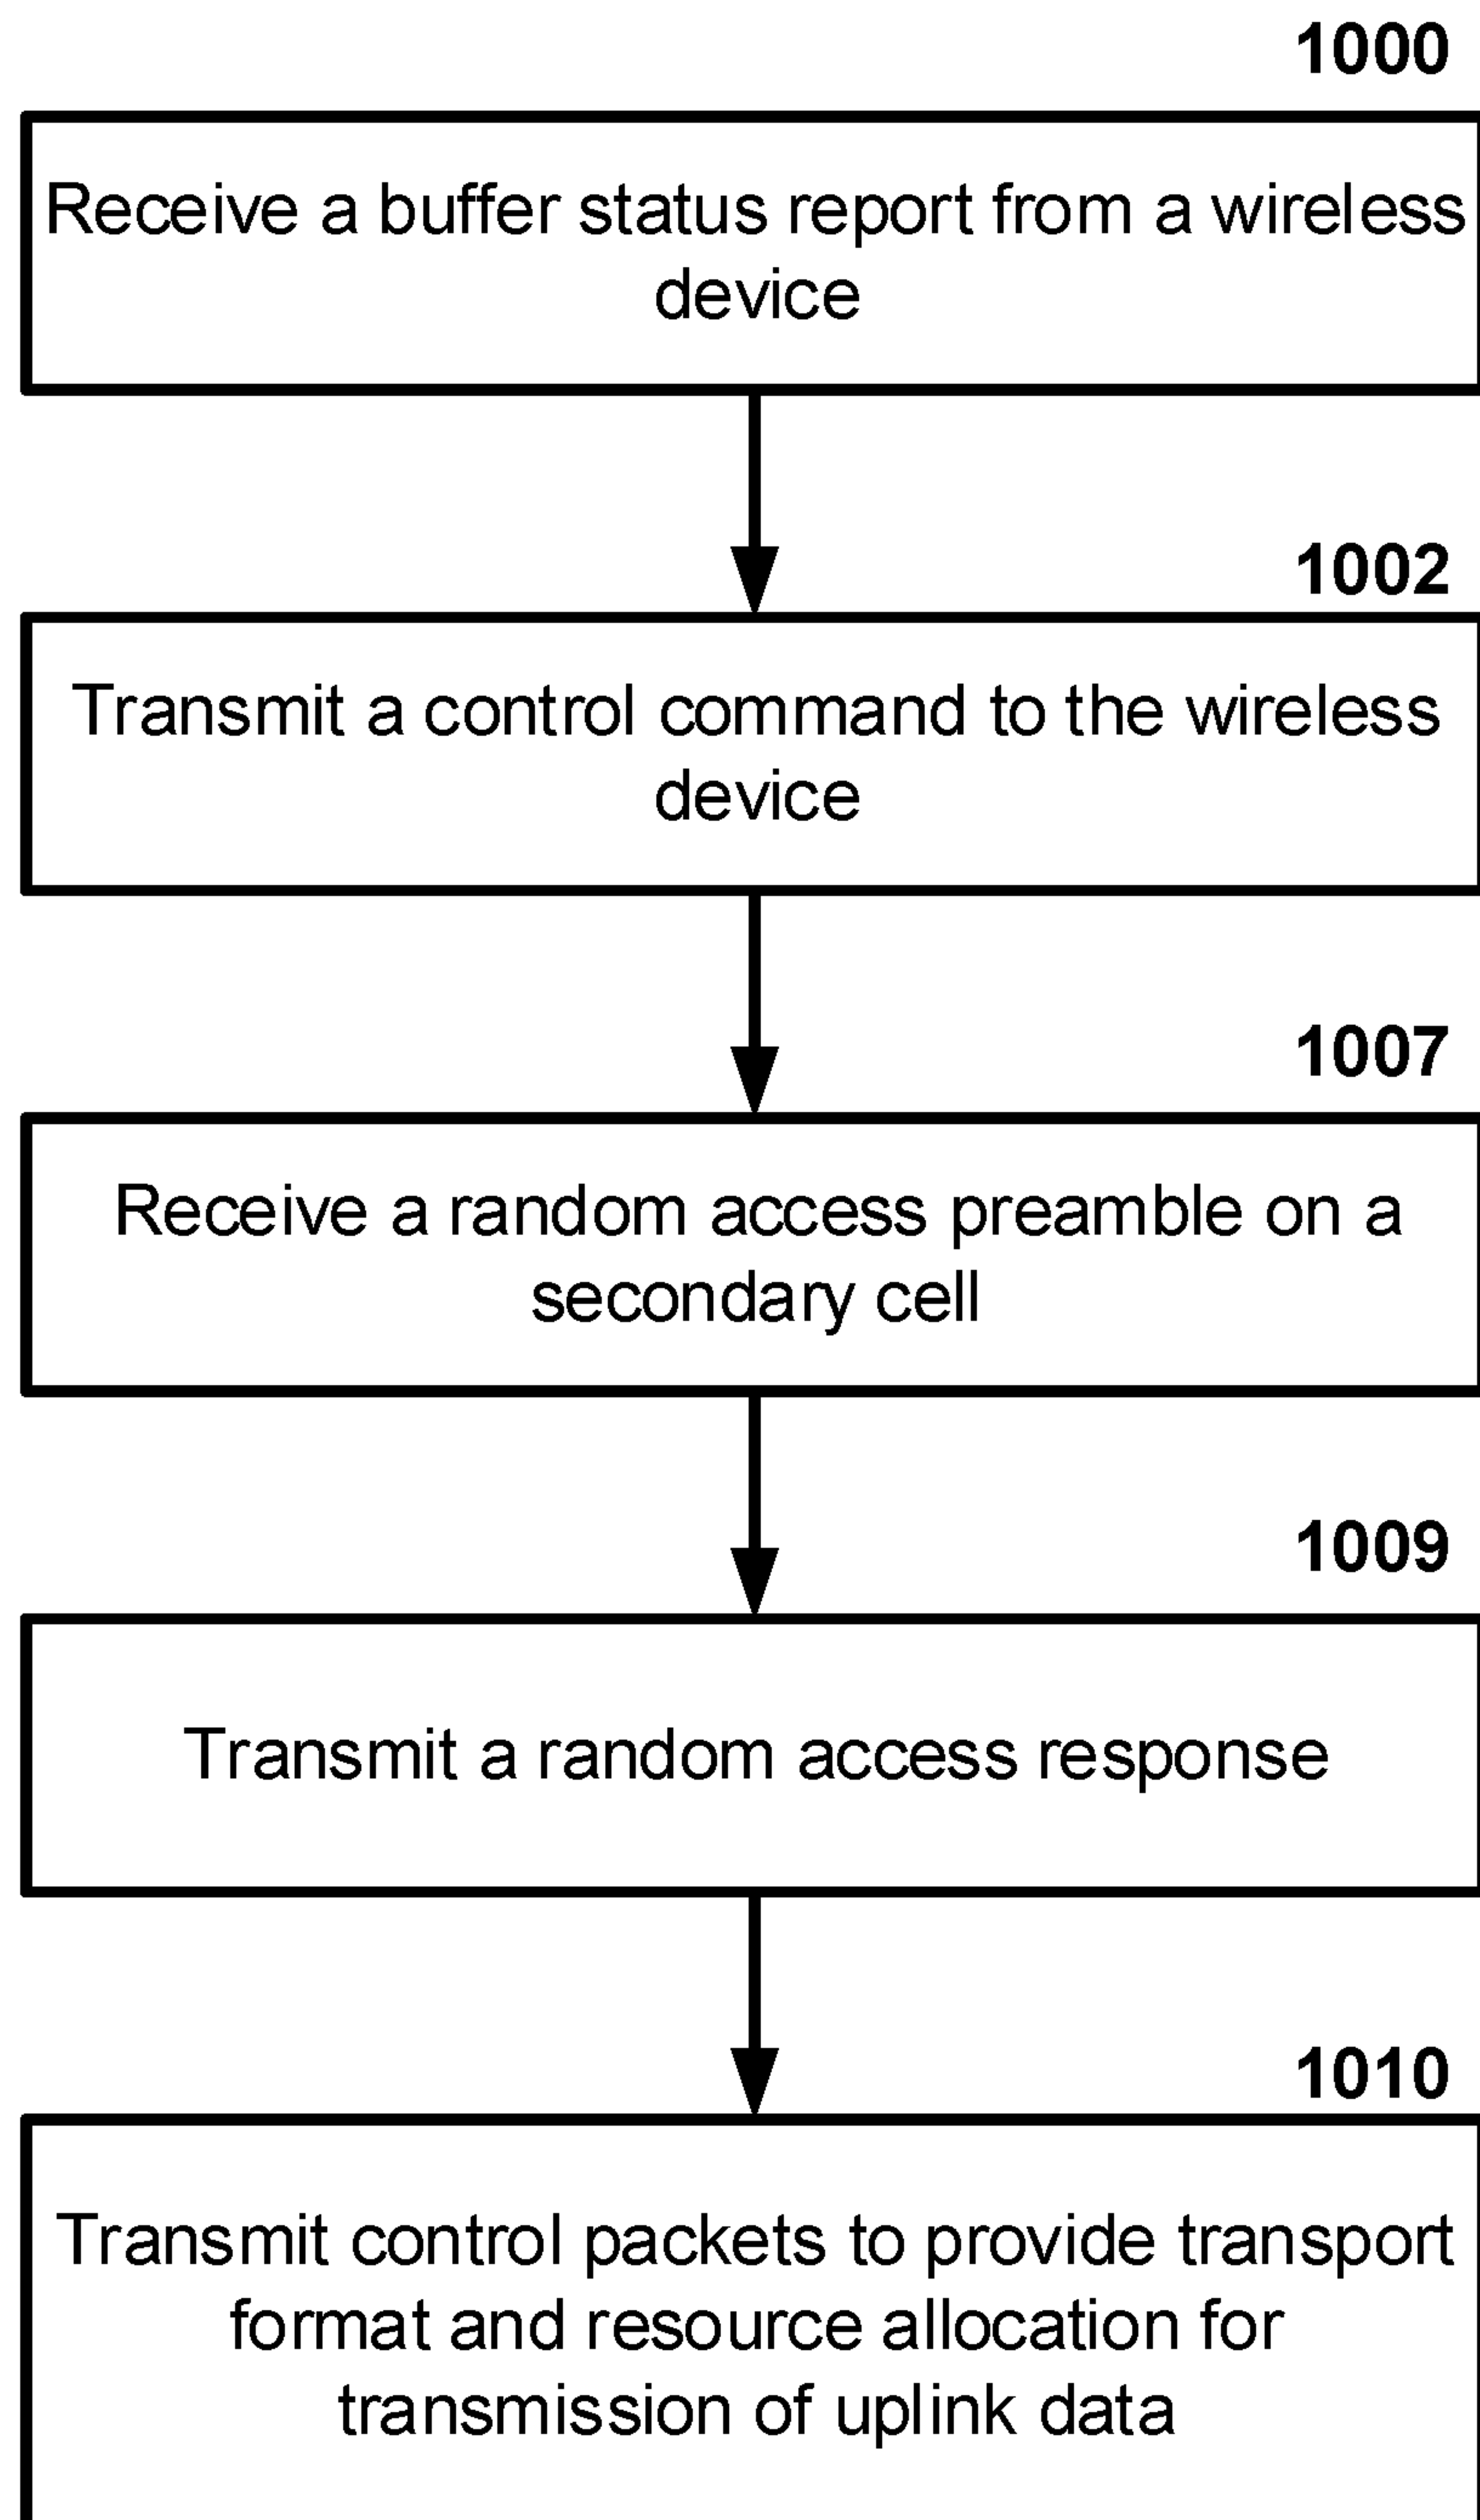 1000
Receive a buffer status report from a wireless
device
1002
Transmit a control command to the wireless
device
1007
Receive a random access preamble on a
secondary cell
1009
Transmit a random access response
1010
Transmit control packets to provide transport
format and resource allocation for
transmission of uplink data